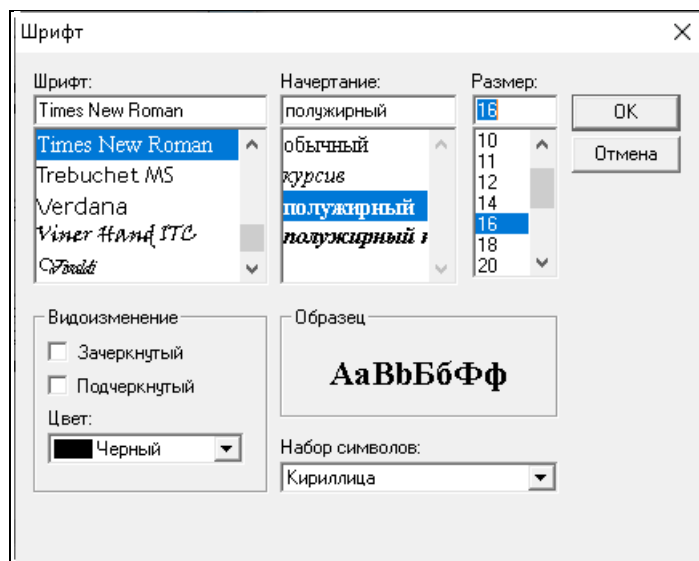 Шрифт
Шрифт:
Times New Roman
Times New Roman
Trebuchet MS
Verdana
Viner Hand ITC
Vivaldi
Начертание:
полужирный
обычный
курсив
полужирный
полужирный
Размер:
16
10
11
12
14
16
18
20
OK
Отмена
Видоизменение
Зачеркнутый
Подчеркнутый
Цвет:
Черный
Образец
AaBbБбФф
Набор символов:
Кириллица